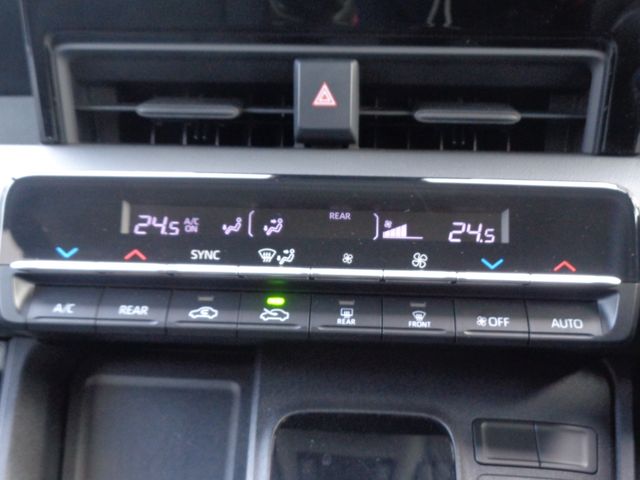 24.5 A/C ON REAR 24.5
SYNC
A/C REAR REAR FRONT OFF AUTO